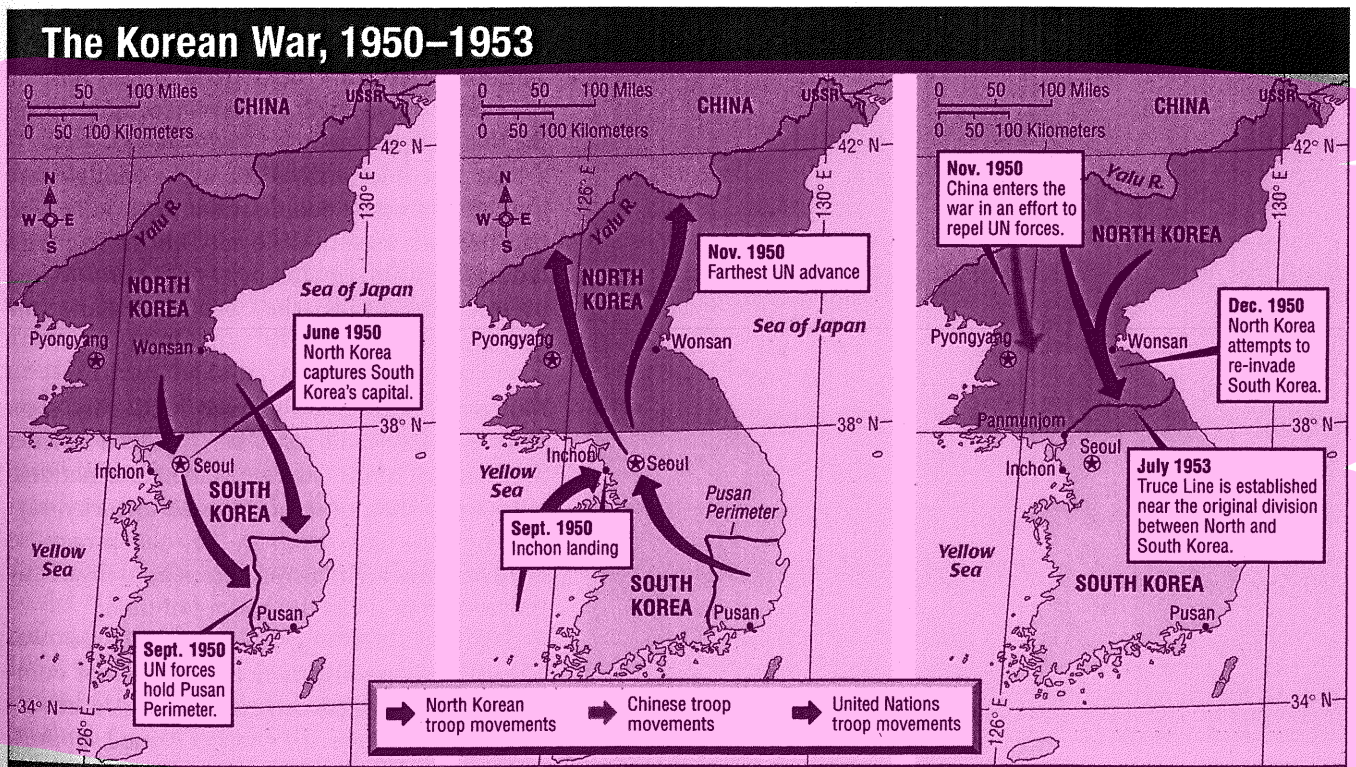 The Korean War, 1950–1953
0 50 100 Miles
0 50 100 Kilometers
CHINA
USSR
42° N
N
W E
S
130° E
Yalu R.
NORTH
KOREA
Sea of Japan
June 1950
North Korea
captures South
Korea's capital.
Pyongyang
Wonsan
38° N
Inchon
Seoul
SOUTH
KOREA
Yellow
Sea
Pusan
Sept. 1950
UN forces
hold Pusan
Perimeter.
34° N
126° E
0 50 100 Miles
0 50 100 Kilometers
CHINA
USSR
42° N
N
W E
S
126° E
130° E
Yalu R.
Nov. 1950
Farthest UN advance
NORTH
KOREA
Sea of Japan
Pyongyang
Wonsan
38° N
Inchon
Seoul
Yellow
Sea
Pusan
Perimeter
Sept. 1950
Inchon landing
SOUTH
KOREA
Pusan
0 50 100 Miles
0 50 100 Kilometers
CHINA
USSR
42° N
Nov. 1950
China enters the
war in an effort to
repel UN forces.
Yalu R.
130° E
NORTH KOREA
Dec. 1950
North Korea
attempts to
re-invade
South Korea.
Pyongyang
Wonsan
Panmunjom
38° N
Seoul
Inchon
July 1953
Truce Line is established
near the original division
between North and
South Korea.
Yellow
Sea
SOUTH KOREA
Pusan
34° N
126° E
North Korean
troop movements
Chinese troop
movements
United Nations
troop movements